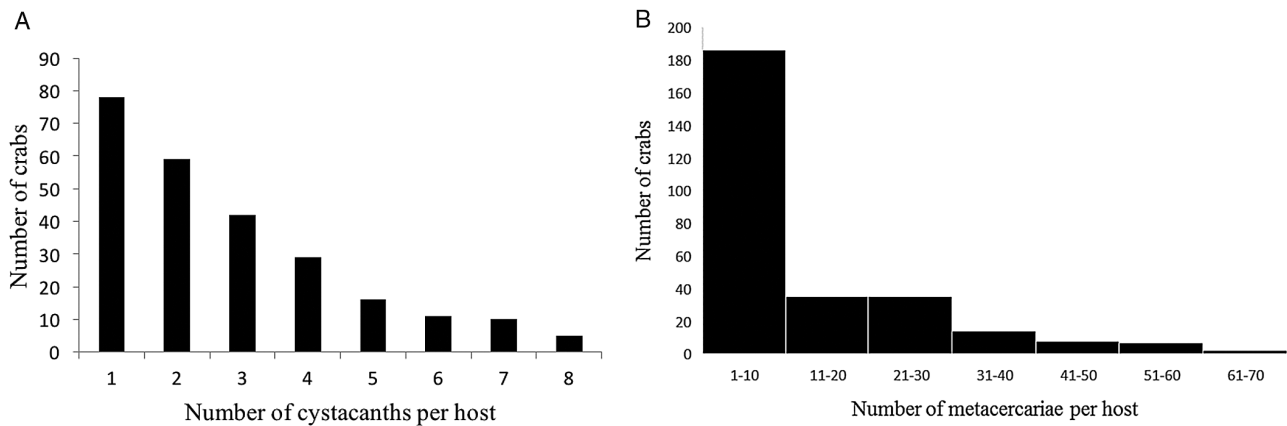 A
90
80
70
60
50
40
30
20
10
0
Number of crabs
1 2 3 4 5 6 7 8
Number of cystacanths per host
B
200
180
160
140
120
100
80
60
40
20
0
Number of crabs
1-10 11-20 21-30 31-40 41-50 51-60 61-70
Number of metacercariae per host